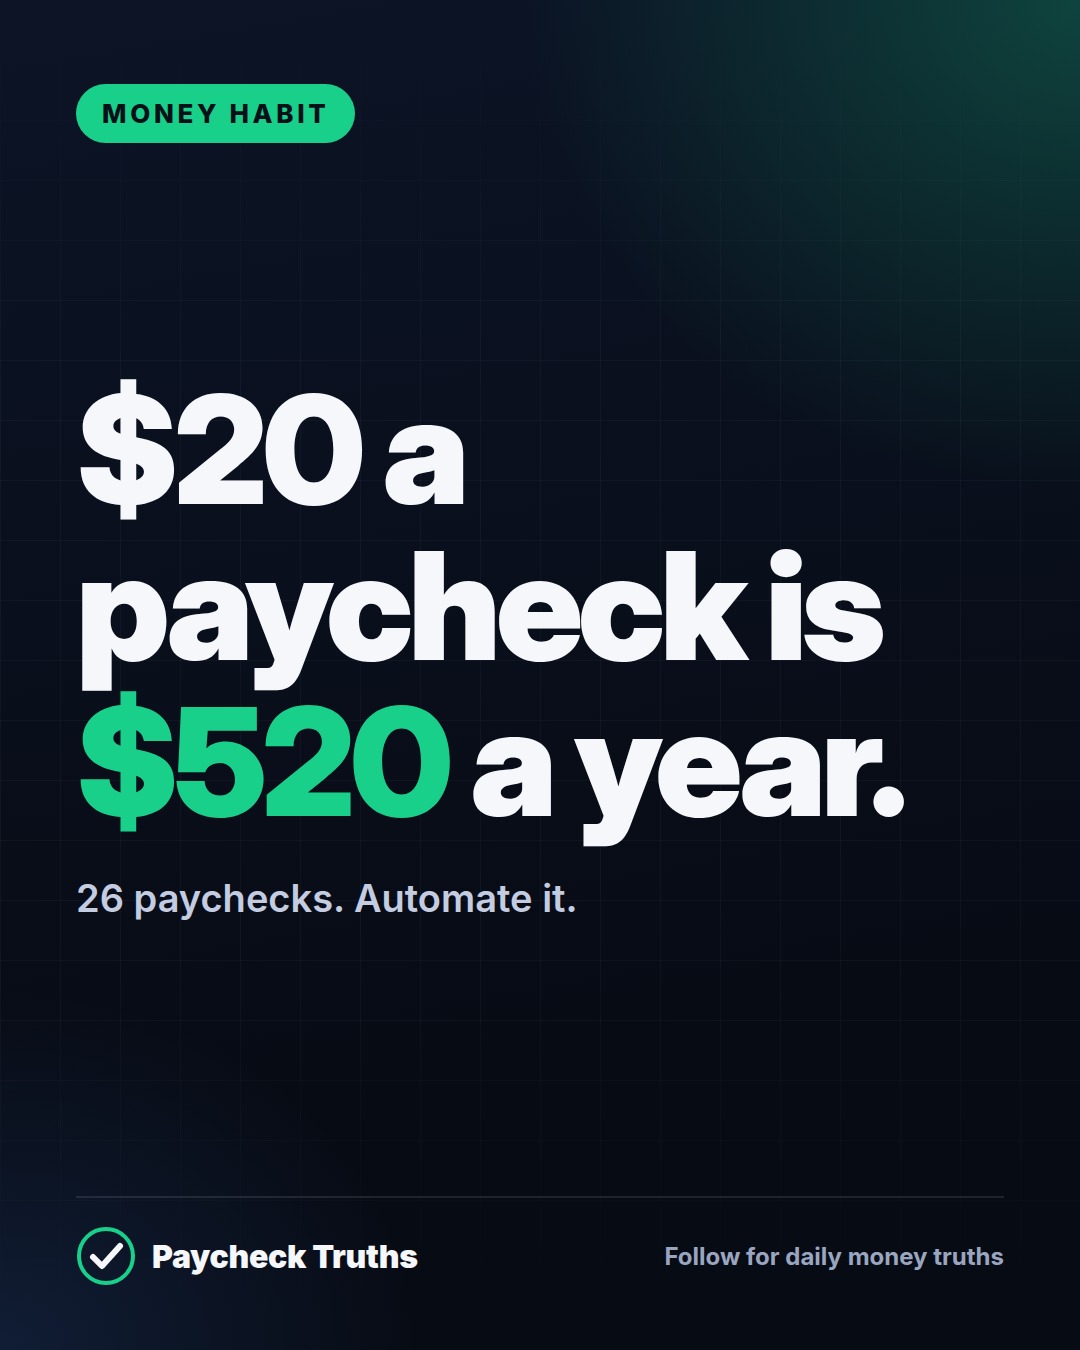 MONEY HABIT
$20 a
paycheck is
$520 a year.
26 paychecks. Automate it.
Paycheck Truths
Follow for daily money truths